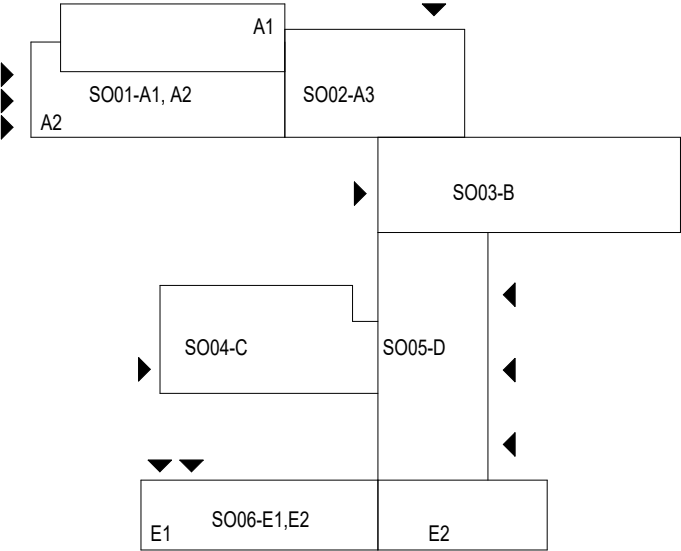 A1
SO01-A1, A2
SO02-A3
A2
SO03-B
SO04-C
SO05-D
SO06-E1,E2
E1
E2